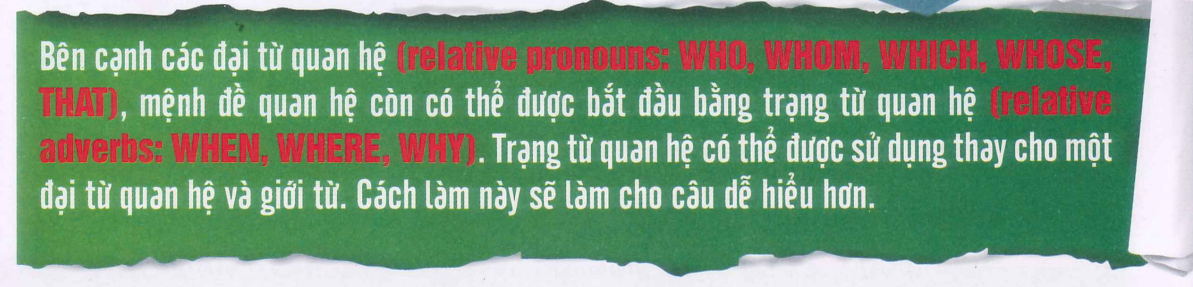 Bên cạnh các đại từ quan hệ (relative pronouns: WHO, WHOM, WHICH, WHOSE,
THAT), mệnh đề quan hệ còn có thể được bắt đầu bằng trạng từ quan hệ (relative
adverbs: WHEN, WHERE, WHY). Trạng từ quan hệ có thể được sử dụng thay cho một
đại từ quan hệ và giới từ. Cách làm này sẽ làm cho câu dễ hiểu hơn.